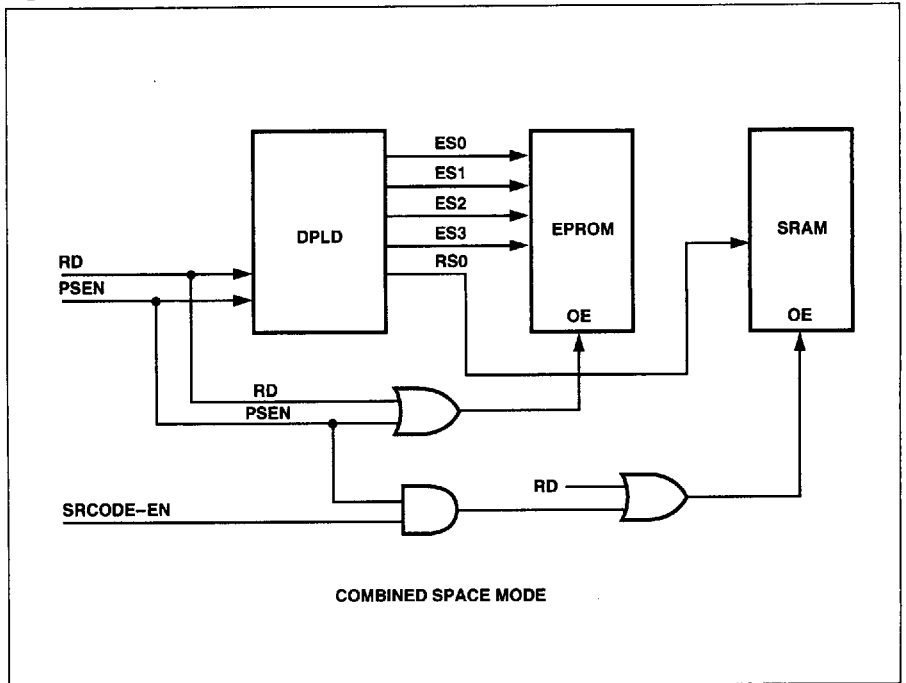 ES0
ES1
ES2
ES3
RS0
DPLD
EPROM
OE
SRAM
OE
RD
PSEN
RD
PSEN
SRCODE–EN
RD
COMBINED SPACE MODE